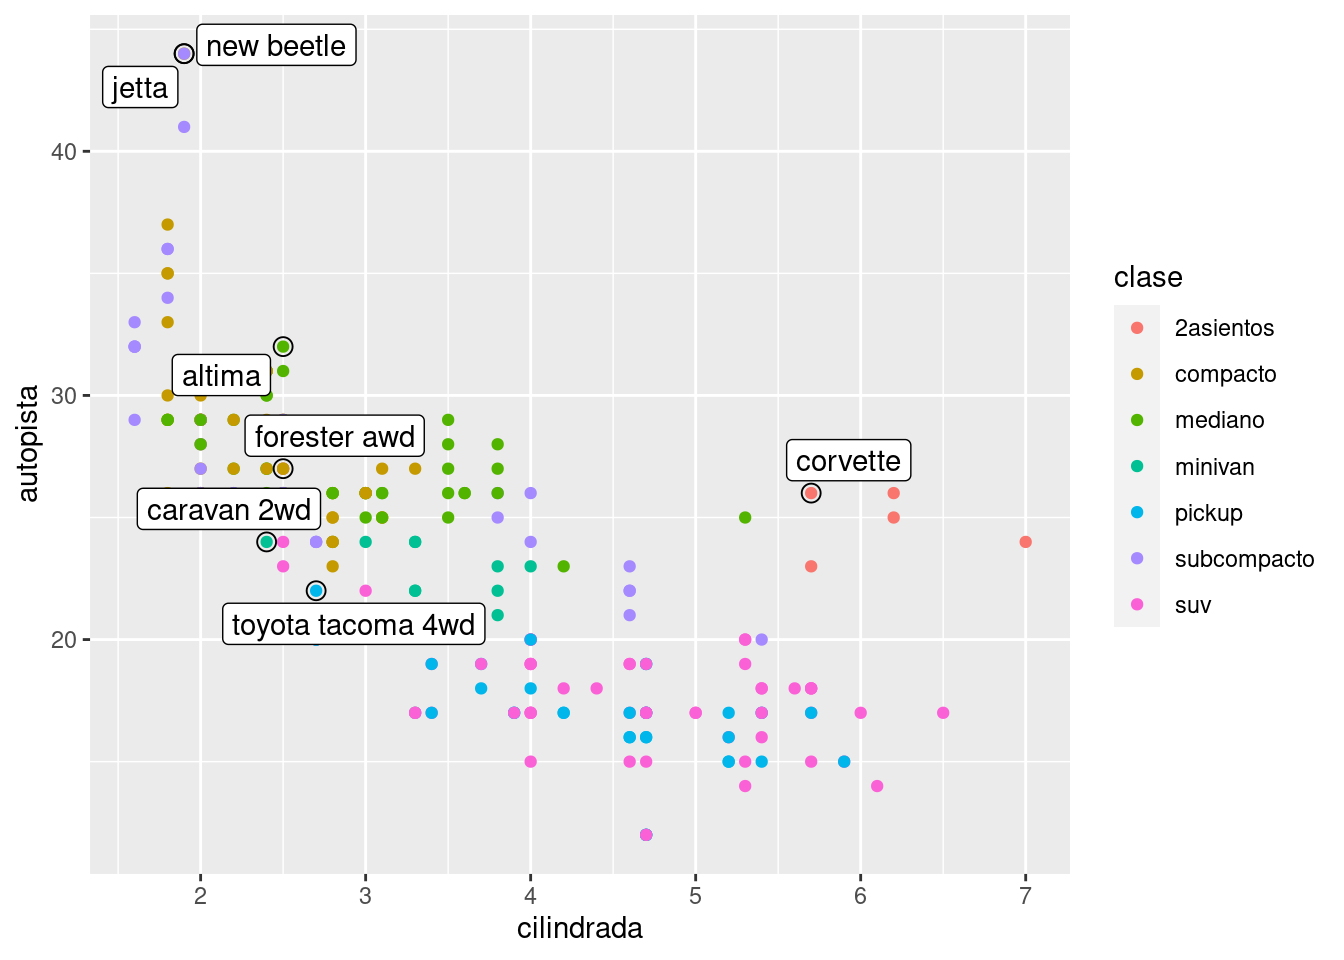 new beetle
jetta
altima
forester awd
corvette
caravan 2wd
toyota tacoma 4wd
40
30
20
autopista
2 3 4 5 6 7
cilindrada
clase
2asientos
compacto
mediano
minivan
pickup
subcompacto
suv